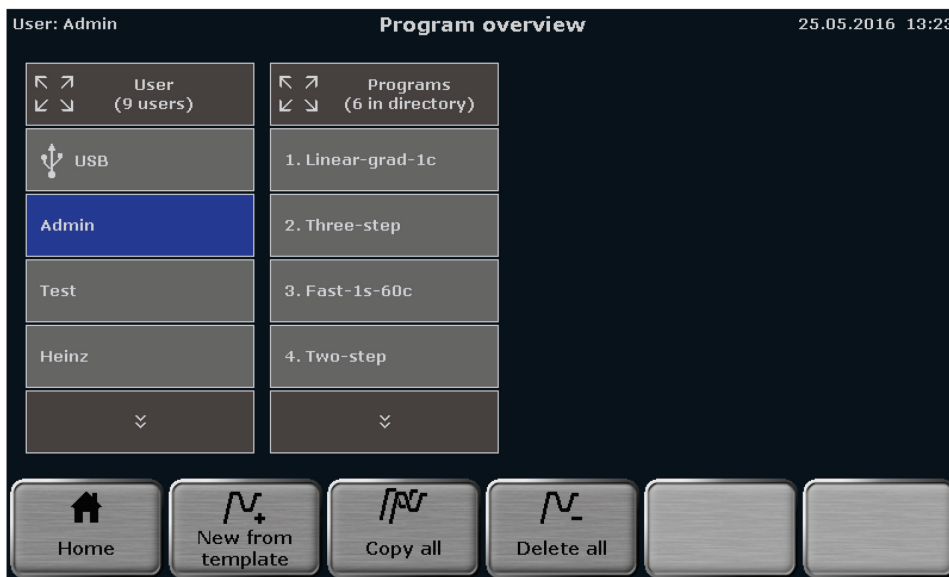 User: Admin Program overview 25.05.2016 13:23
User
(9 users)
Programs
(6 in directory)
USB
1. Linear-grad-1c
Admin
2. Three-step
Test
3. Fast-1s-60c
Heinz
4. Two-step
Home
New from
template
Copy all
Delete all